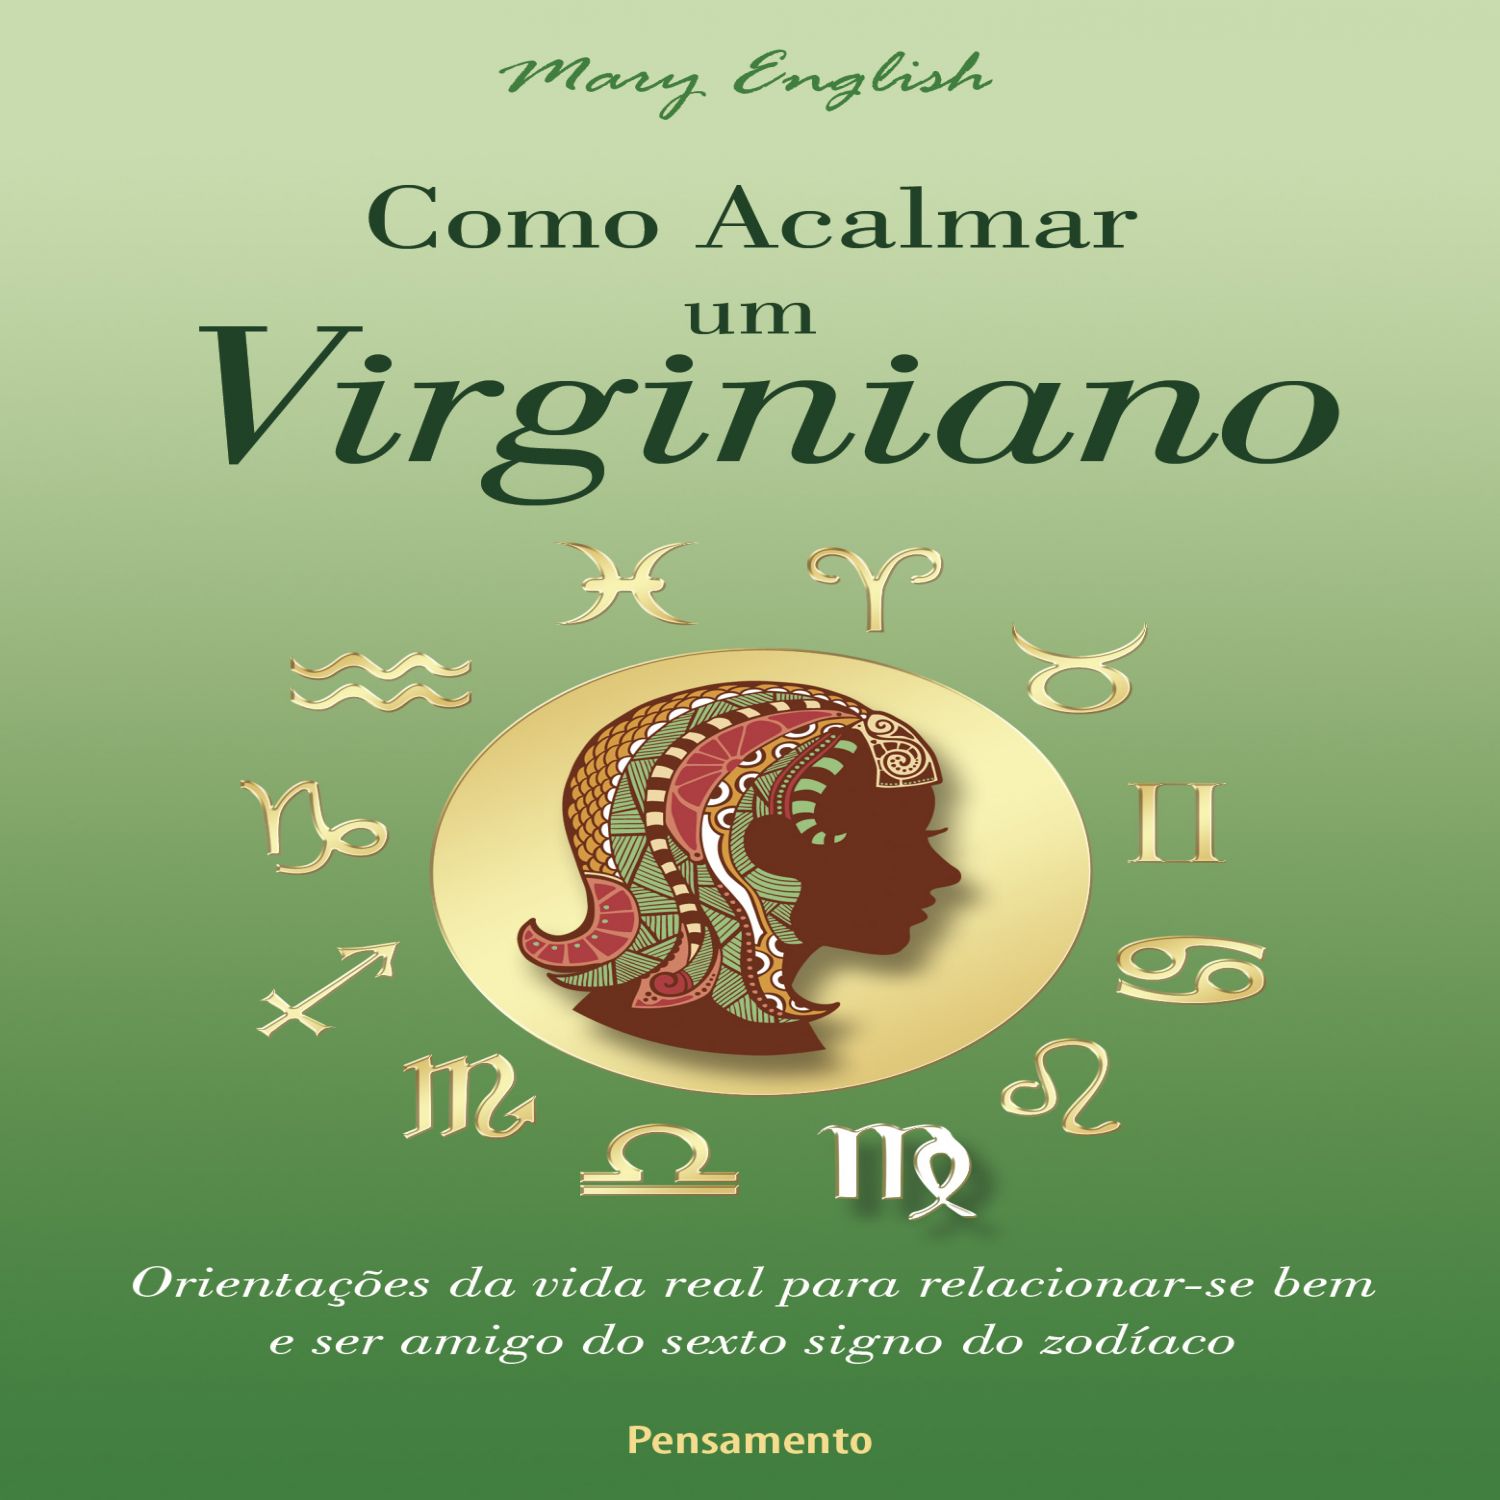 Mary English
Como Acalmar
um
Virginiano
Orientações da vida real para relacionar-se bem
e ser amigo do sexto signo do zodíaco
Pensamento